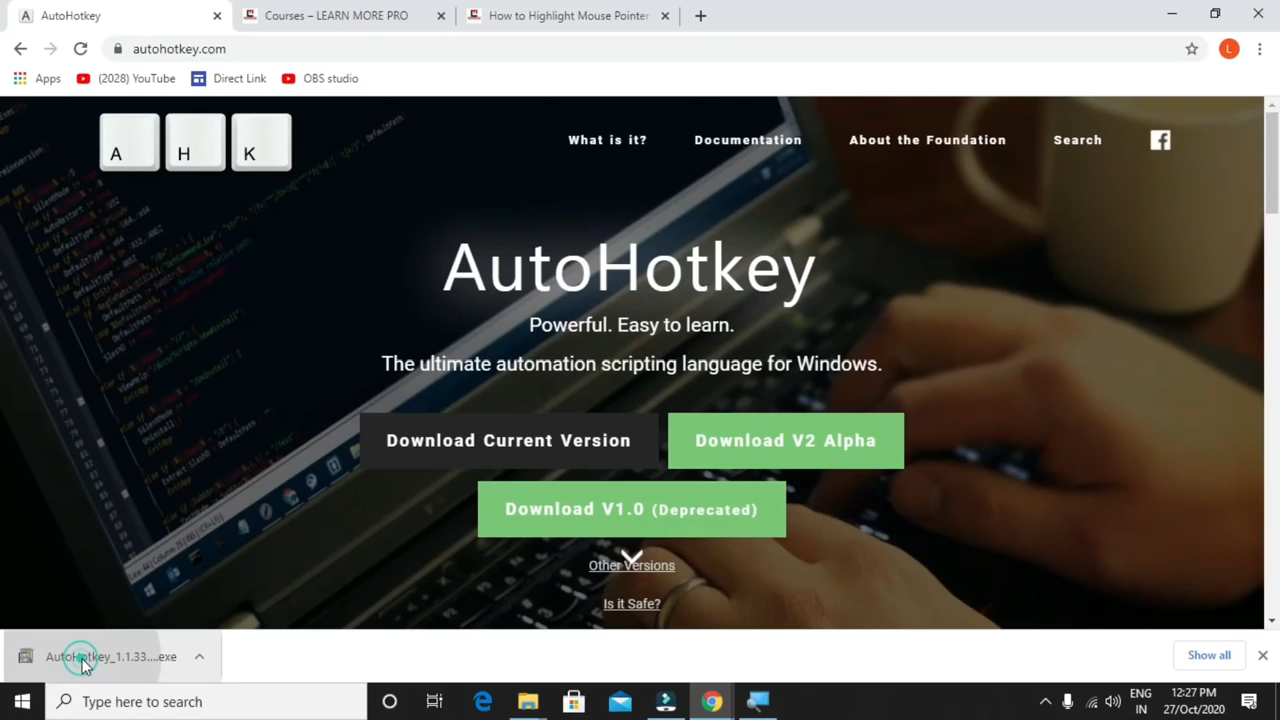 AutoHotkey
Courses – LEARN MORE PRO
How to Highlight Mouse Pointer
autohotkey.com
L
Apps
(2028) YouTube
Direct Link
OBS studio
A H K
What is it?
Documentation
About the Foundation
Search
AutoHotkey
Powerful. Easy to learn.
The ultimate automation scripting language for Windows.
Download Current Version
Download V2 Alpha
Download V1.0 (Deprecated)
Other Versions
Is it Safe?
AutoHotkey_1.1.33....exe
Show all
Type here to search
ENG
IN
12:27 PM
27/Oct/2020